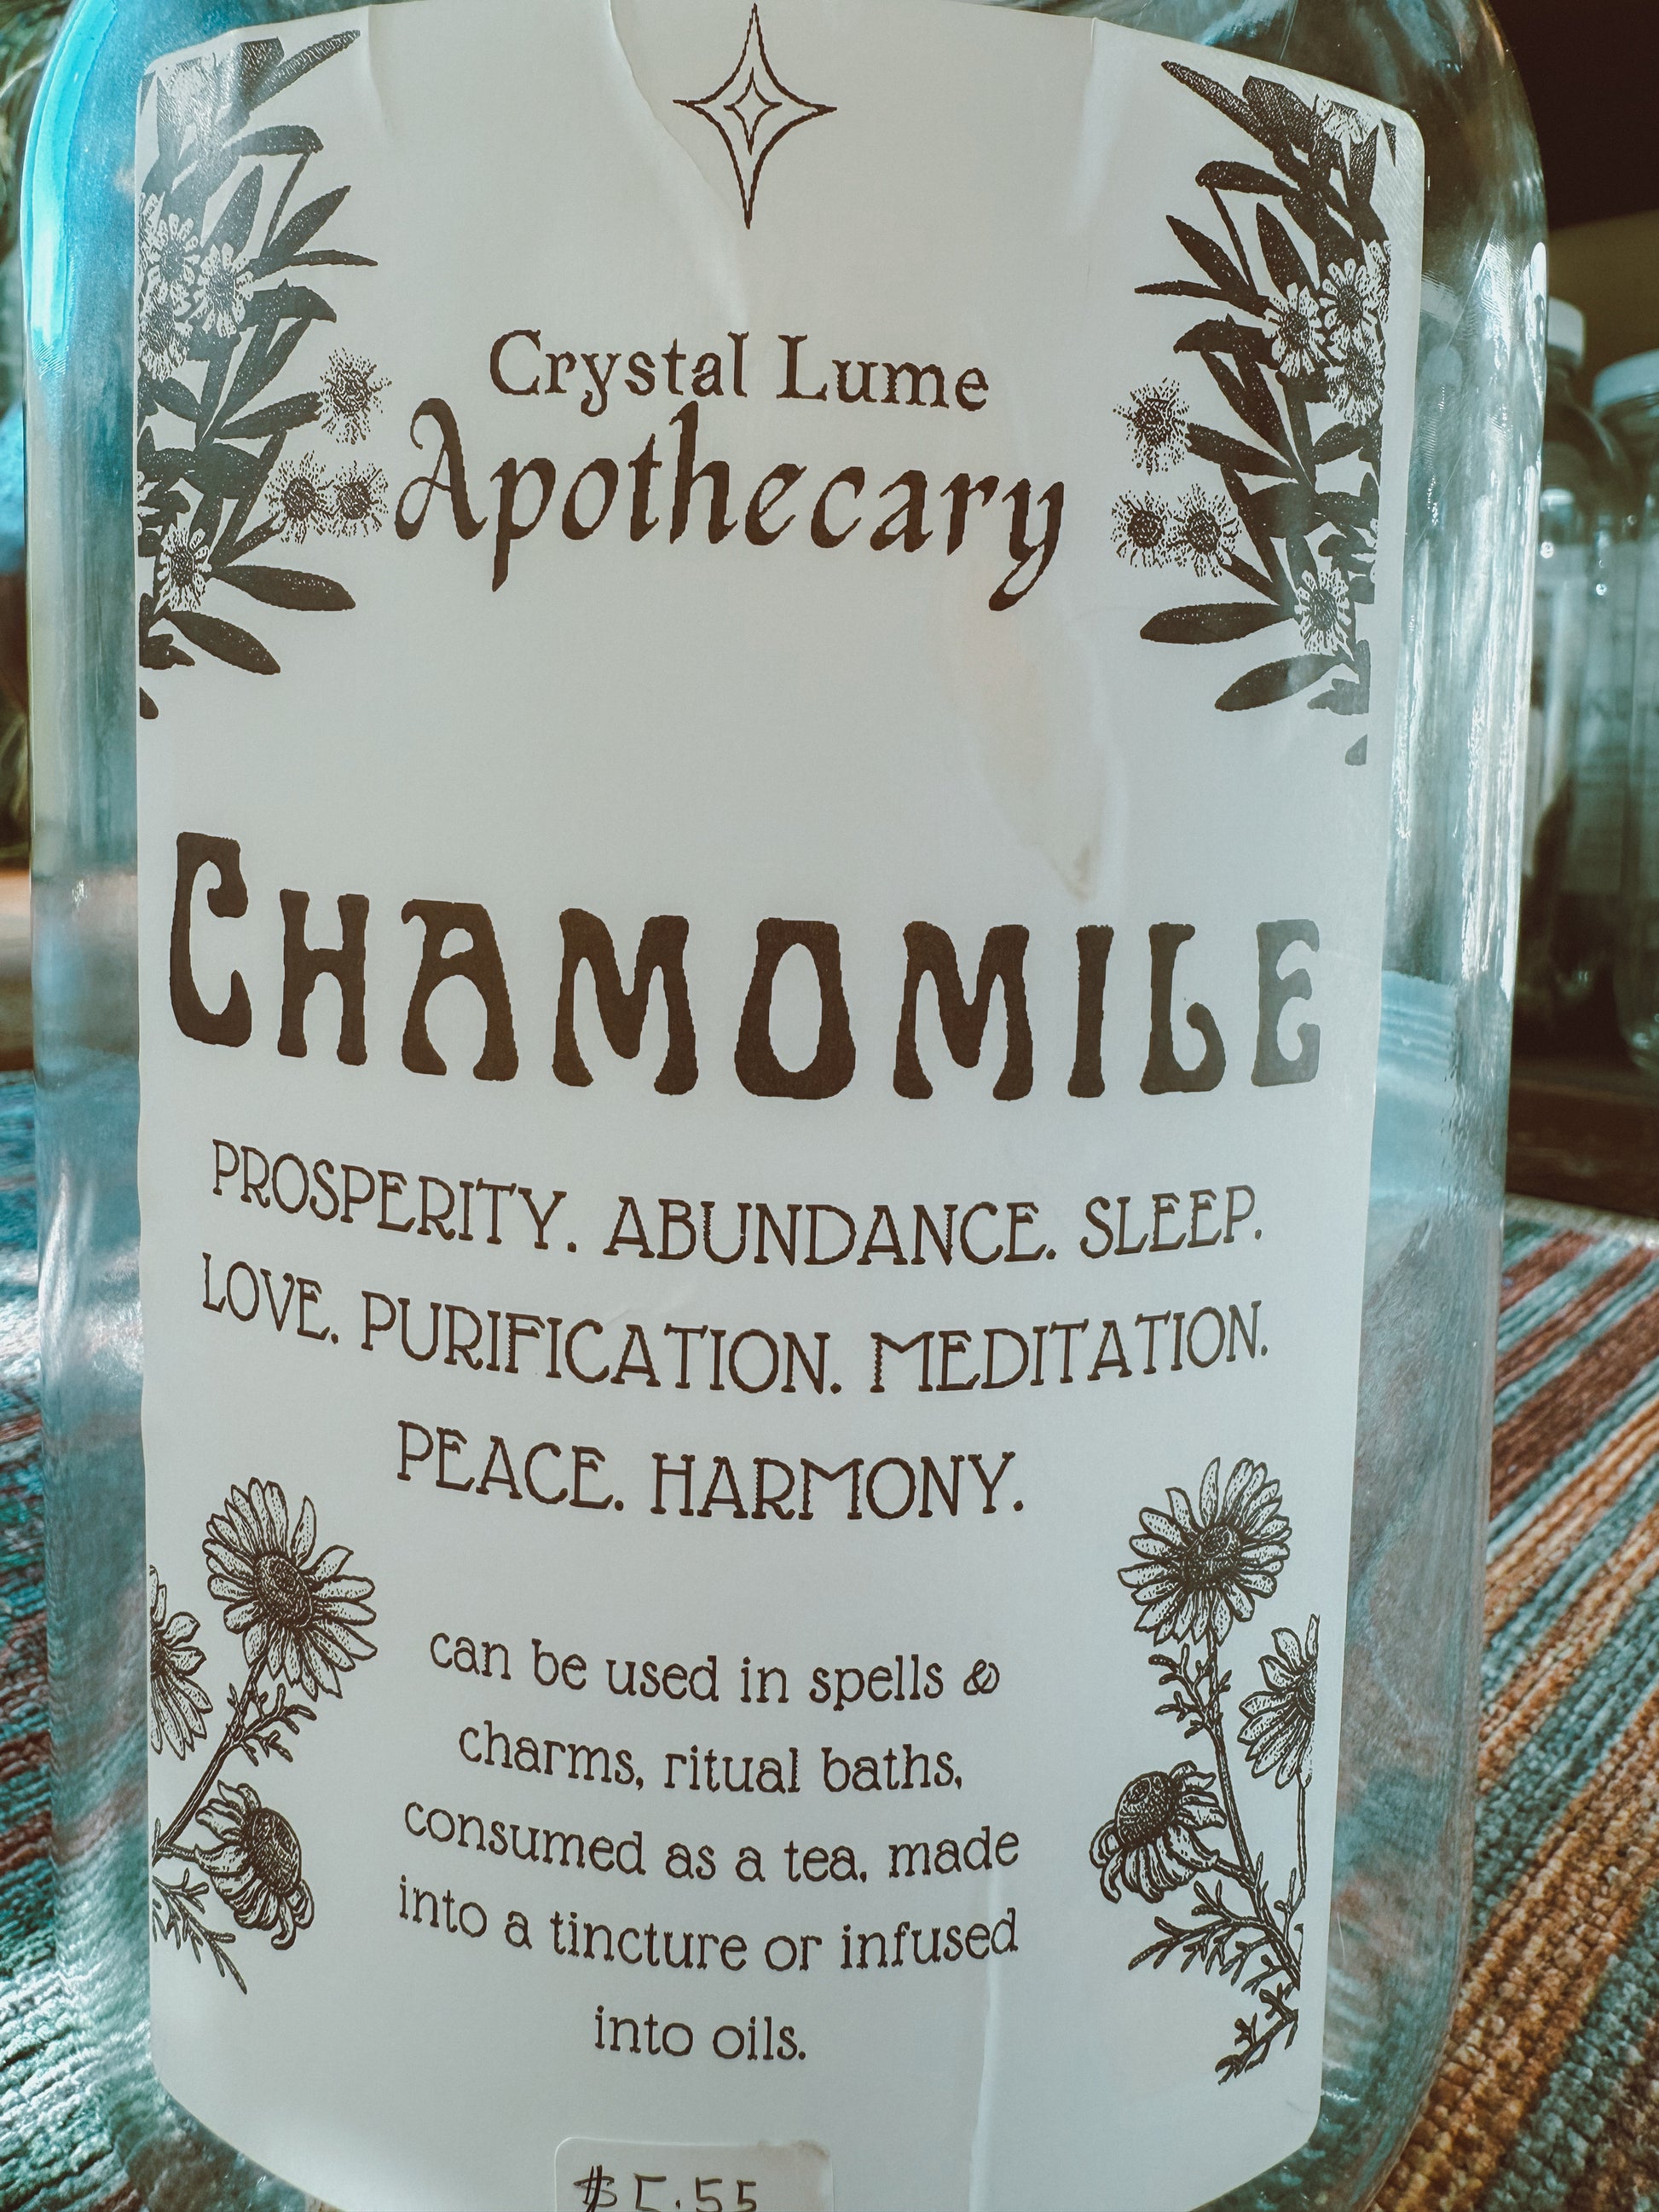 Crystal Lume
Apothecary
CHAMOMILE
PROSPERITY. ABUNDANCE. SLEEP.
LOVE. PURIFICATION. MEDITATION.
PEACE. HARMONY.
can be used in spells &
charms, ritual baths,
consumed as a tea, made
into a tincture or infused
into oils.
$5.55